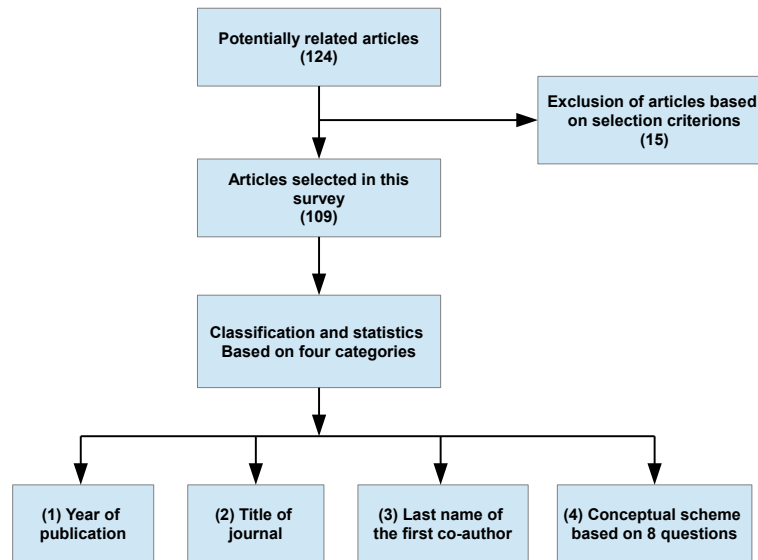 Potentially related articles
(124)
Exclusion of articles based
on selection criterions
(15)
Articles selected in this
survey
(109)
Classification and statistics
Based on four categories
(1) Year of
publication
(2) Title of
journal
(3) Last name of
the first co-author
(4) Conceptual scheme
based on 8 questions